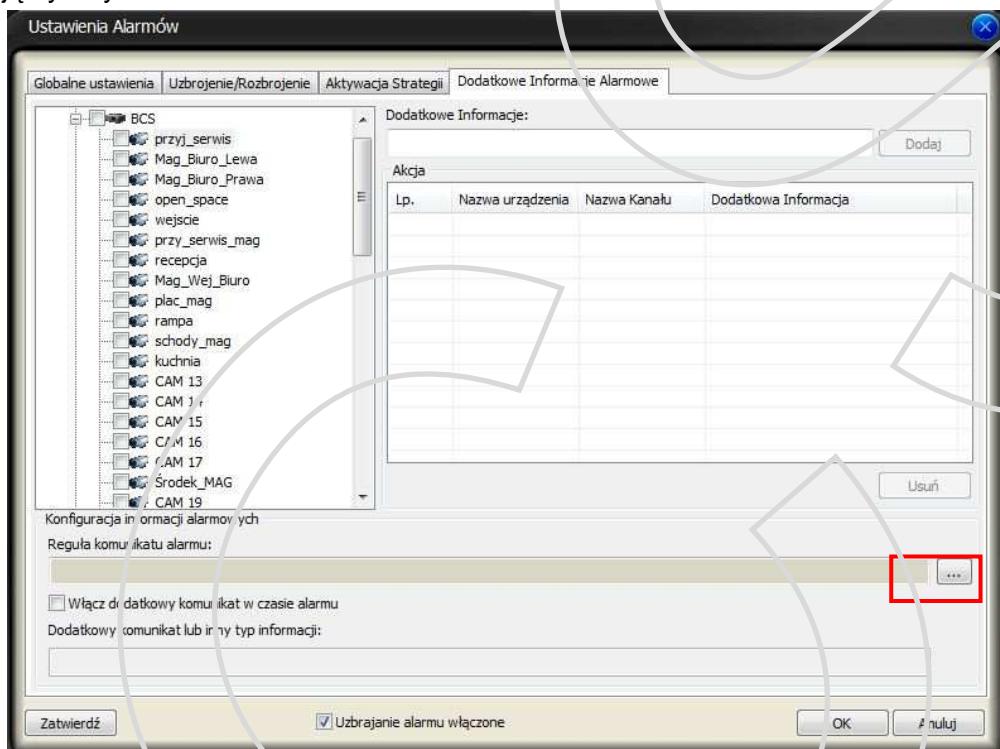 Ustawienia Alarmów
Globalne ustawienia Uzbrojenie/Rozbrojenie Aktywacja Strategii Dodatkowe Informacje Alarmowe
BCS
przyj_serwis
Mag_Biuro_Lewa
Mag_Biuro_Prawa
open_space
wejscie
przy_serwis_mag
recepcja
Mag_Wej_Biuro
plac_mag
rampa
schody_mag
kuchnia
CAM 13
CAM 14
CAM 15
CAM 16
CAM 17
Środek_MAG
CAM 19
Dodatkowe Informacje:
Dodaj
Akcja
Lp. Nazwa urządzenia Nazwa Kanału Dodatkowa Informacja
Usuń
Konfiguracja informacji alarmowych
Reguła komunikatu alarmu:
...
Włącz dodatkowy komunikat w czasie alarmu
Dodatkowy komunikat lub inny typ informacji:
Zatwierdź Uzbrajanie alarmu włączone OK Anuluj